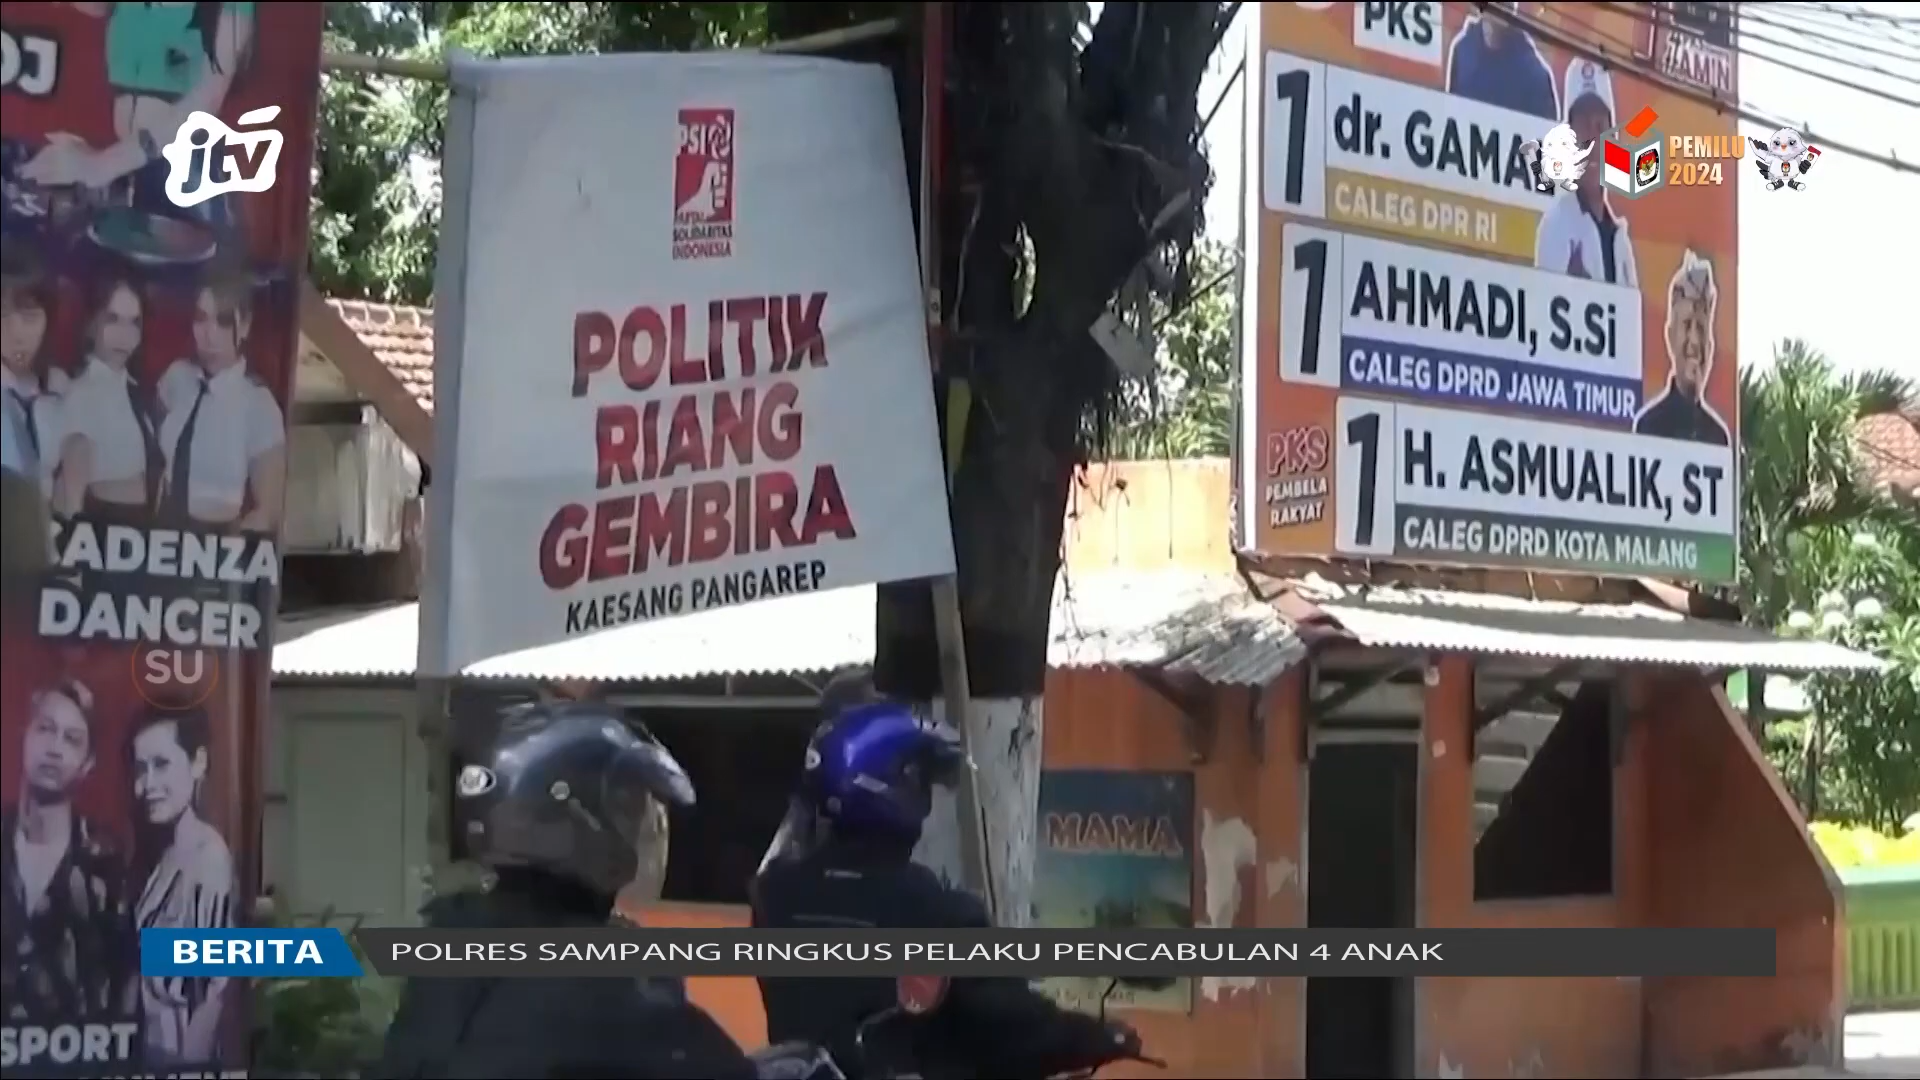 DJ
jtv
PSI
PARTAI
SOLIDARITAS
INDONESIA
POLITIK
RIANG
GEMBIRA
KAESANG PANGAREP
PKS
1 dr. GAMA
CALEG DPR RI
1 AHMADI, S.Si
CALEG DPRD JAWA TIMUR
1 H. ASMUALIK, ST
CALEG DPRD KOTA MALANG
PKS
PEMBELA
RAKYAT
AMIN
PEMILU
2024
CADENZA
DANCER
SU
SPORT
MAMA
BERITA
POLRES SAMPANG RINGKUS PELAKU PENCABULAN 4 ANAK